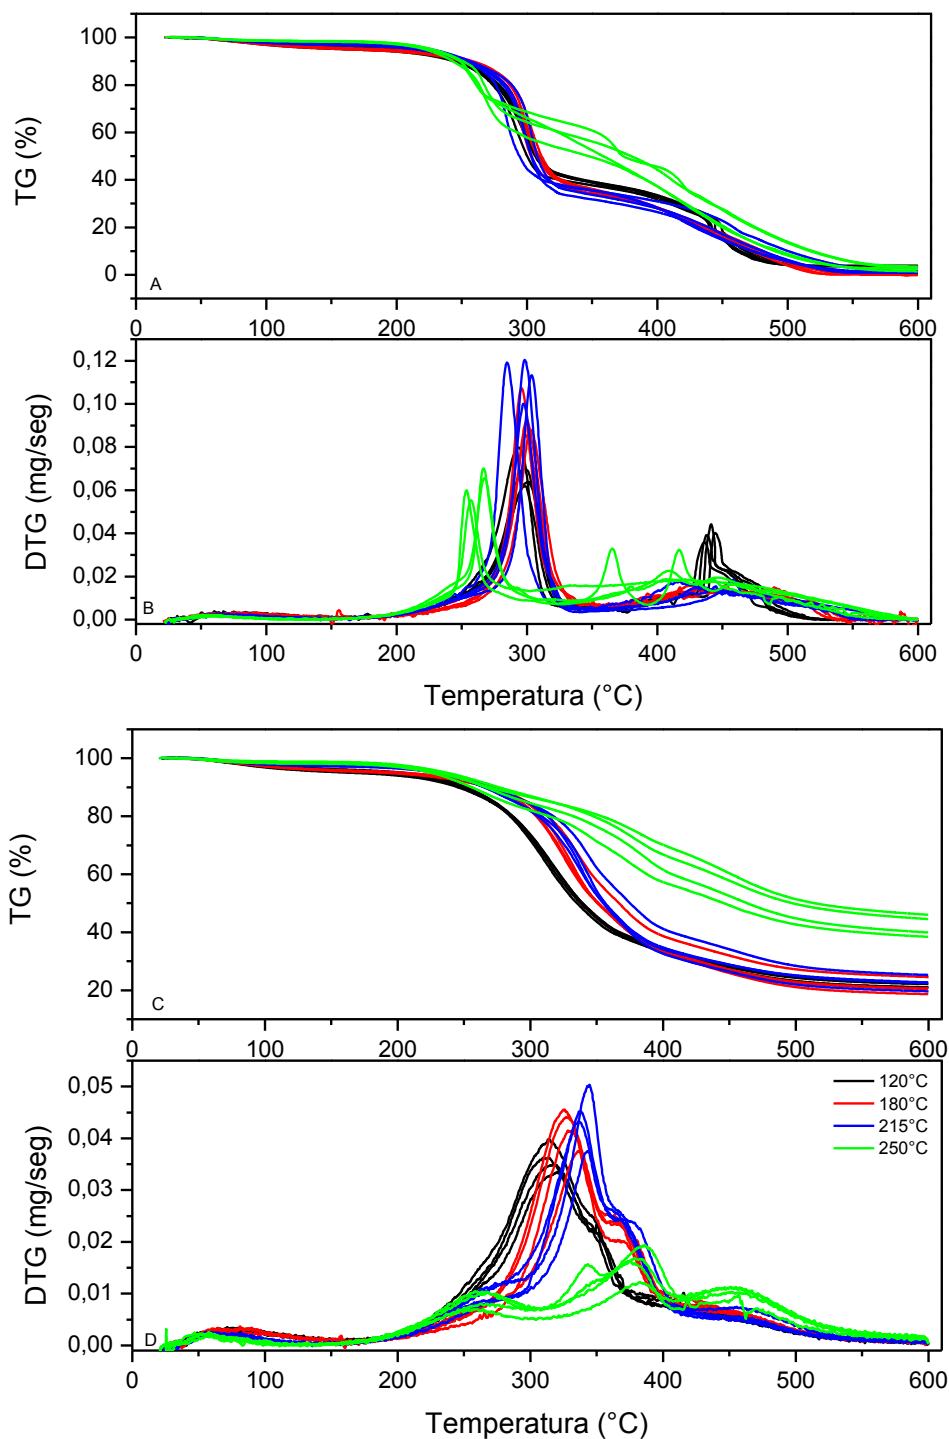 100
80
60
40
20
0
TG (%)
A
0 100 200 300 400 500 600
0,12
0,10
0,08
0,06
0,04
0,02
0,00
DTG (mg/seg)
B
0 100 200 300 400 500 600
Temperatura (°C)
100
80
60
40
20
TG (%)
C
0 100 200 300 400 500 600
0,05
0,04
0,03
0,02
0,01
0,00
DTG (mg/seg)
120°C
180°C
215°C
250°C
D
0 100 200 300 400 500 600
Temperatura (°C)